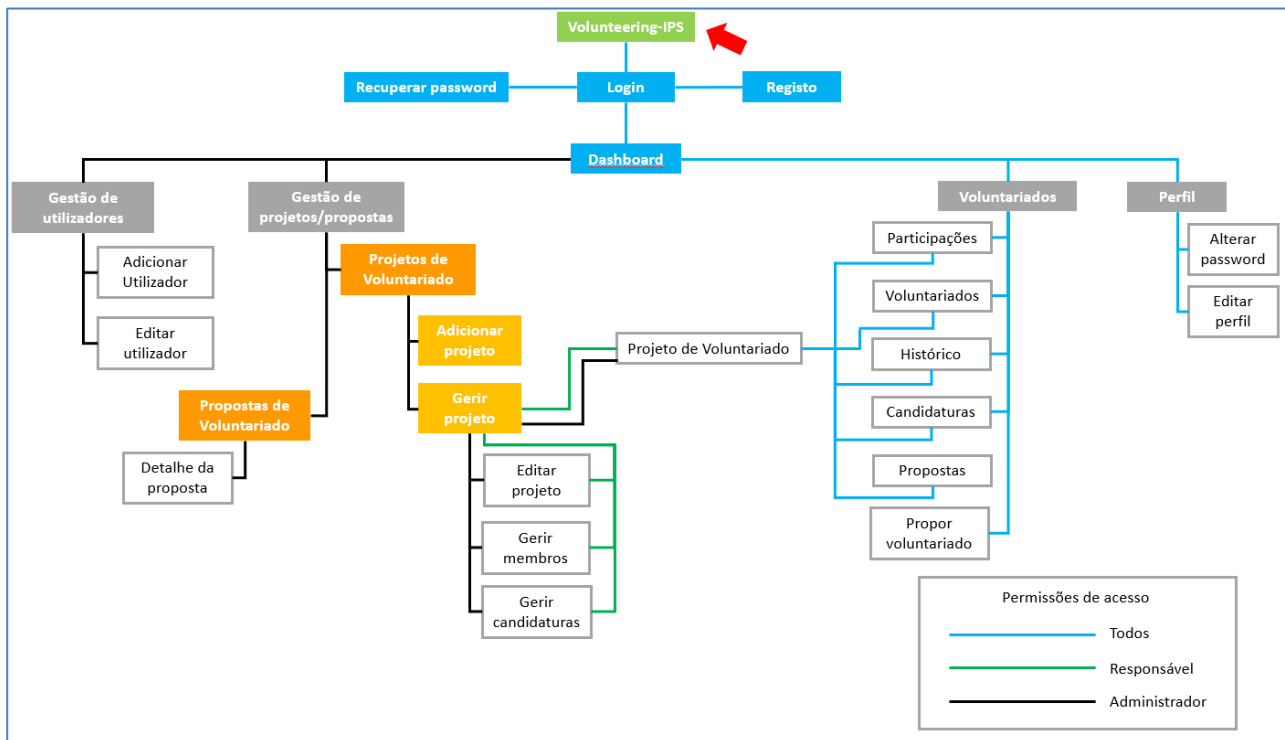 Volunteering-IPS
Recuperar password
Login
Registo
Dashboard
Gestão de
utilizadores
Adicionar
Utilizador
Editar
utilizador
Gestão de
projetos/propostas
Projetos de
Voluntariado
Adicionar
projeto
Gerir
projeto
Editar
projeto
Gerir
membros
Gerir
candidaturas
Propostas de
Voluntariado
Detalhe da
proposta
Projeto de Voluntariado
Voluntariados
Participações
Voluntariados
Histórico
Candidaturas
Propostas
Propor
voluntariado
Perfil
Alterar
password
Editar
perfil
Permissões de acesso
Todos
Responsável
Administrador